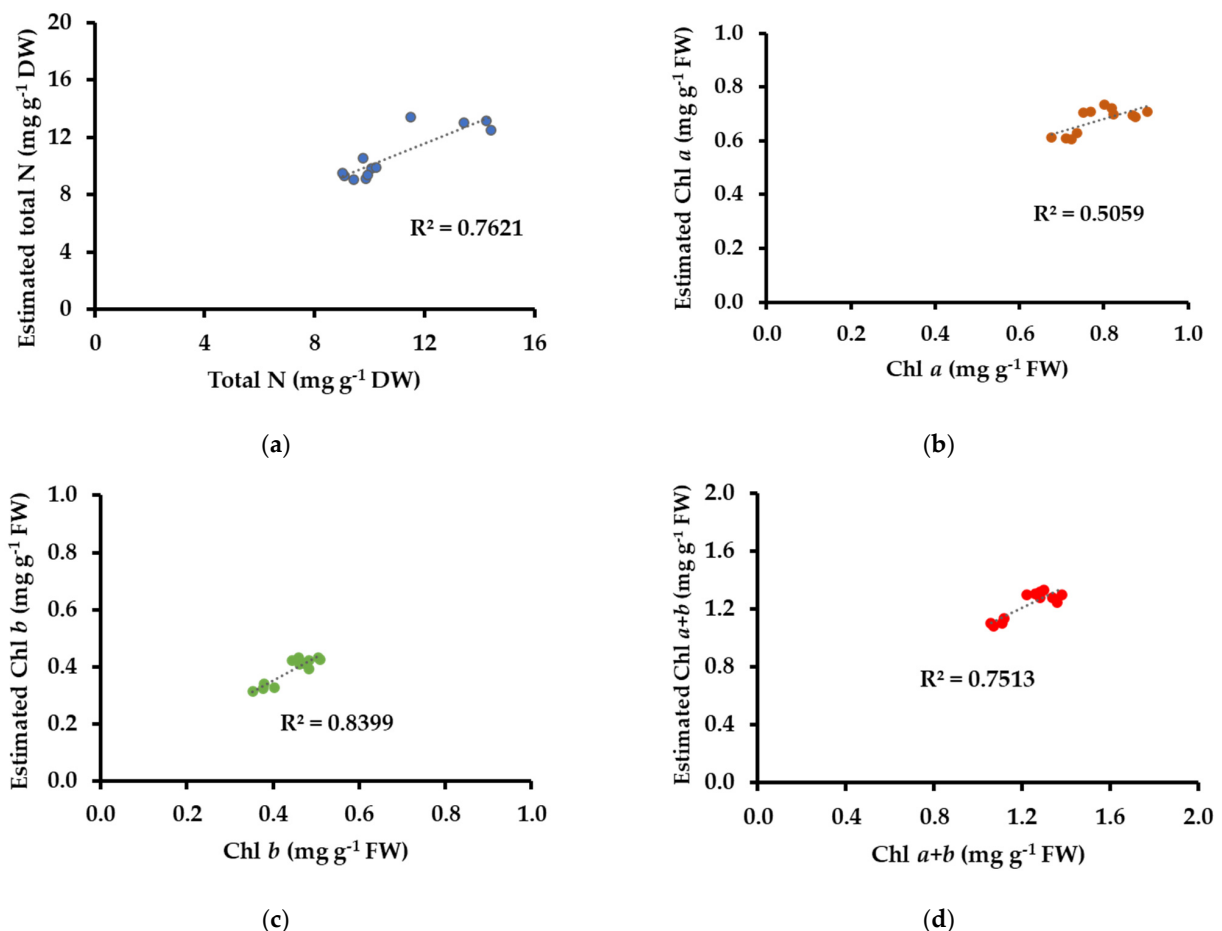 Estimated total N (mg g⁻¹ DW)
20
16
12
8
4
0
R² = 0.7621
0 4 8 12 16
Total N (mg g⁻¹ DW)
(a)
Estimated Chl a (mg g⁻¹ FW)
1.0
0.8
0.6
0.4
0.2
0.0
R² = 0.5059
0.0 0.2 0.4 0.6 0.8 1.0
Chl a (mg g⁻¹ FW)
(b)
Estimated Chl b (mg g⁻¹ FW)
1.0
0.8
0.6
0.4
0.2
0.0
R² = 0.8399
0.0 0.2 0.4 0.6 0.8 1.0
Chl b (mg g⁻¹ FW)
(c)
Estimated Chl a+b (mg g⁻¹ FW)
2.0
1.6
1.2
0.8
0.4
0.0
R² = 0.7513
0.0 0.4 0.8 1.2 1.6 2.0
Chl a+b (mg g⁻¹ FW)
(d)